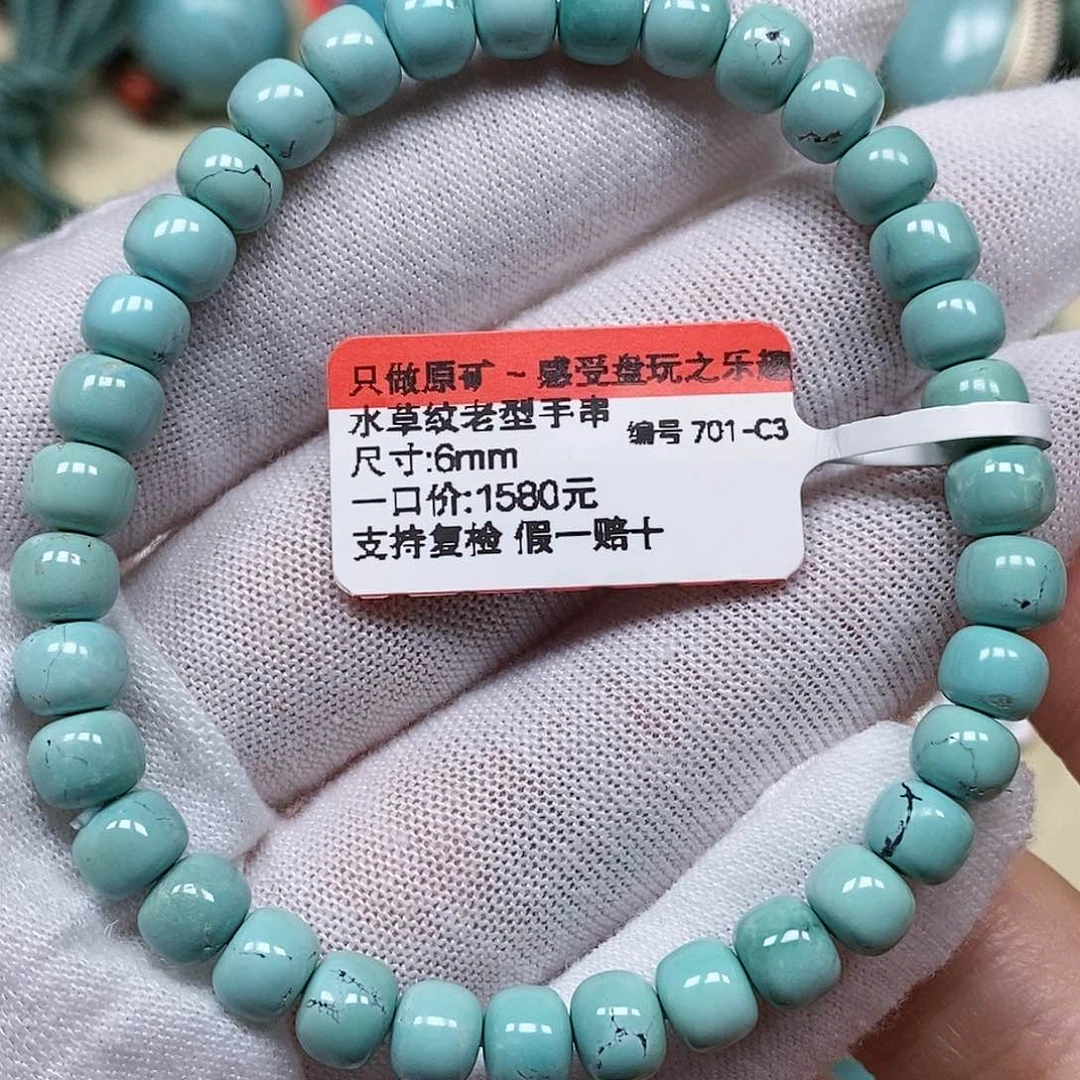 只做原矿~感受盘玩之乐趣
水草纹老型手串
编号 701-C3
尺寸:6mm
一口价:1580元
支持复检 假一赔十